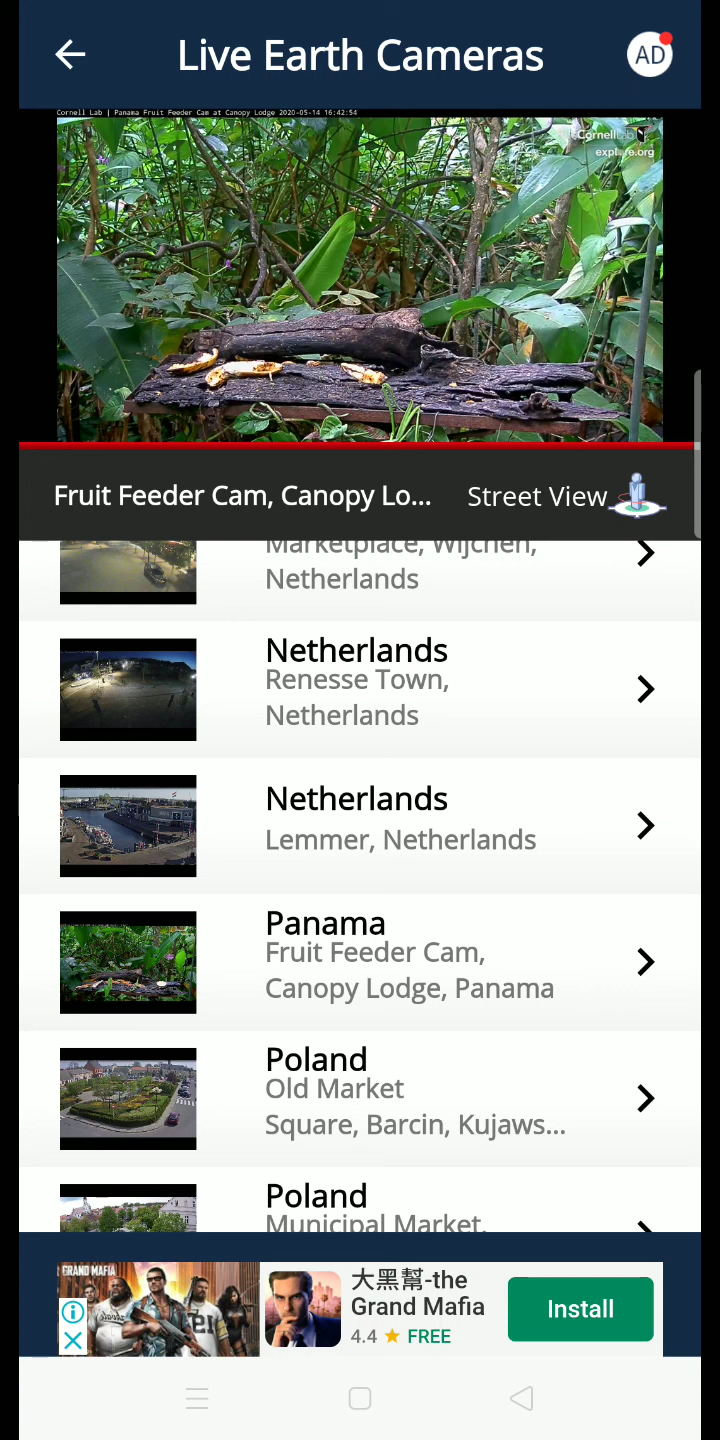 Live Earth Cameras
AD
Cornell Lab | Panama Fruit Feeder Cam at Canopy Lodge 2020-05-14 16:42:54
CornellLab
explore.org
Fruit Feeder Cam, Canopy Lo...
Street View
Marketplace, Wijchen,
Netherlands
Netherlands
Renesse Town,
Netherlands
Netherlands
Lemmer, Netherlands
Panama
Fruit Feeder Cam,
Canopy Lodge, Panama
Poland
Old Market
Square, Barcin, Kujaws...
Poland
Municipal Market,
GRAND MAFIA
大黑幫-the
Grand Mafia
4.4 ★ FREE
Install